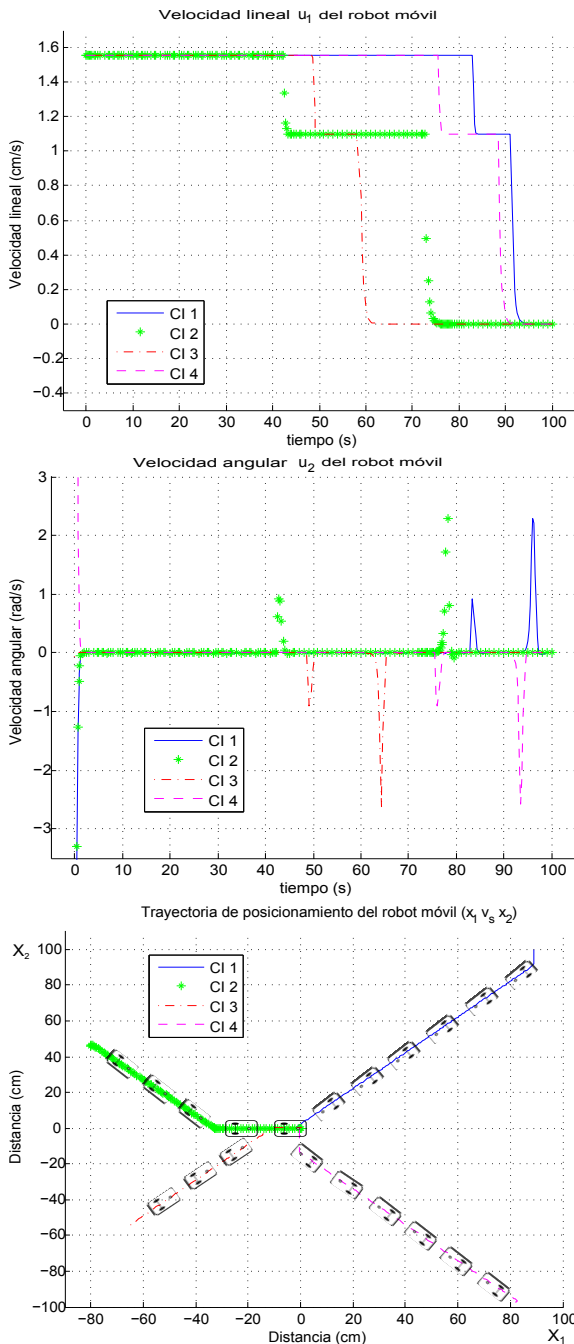 Velocidad lineal u1 del robot móvil
Velocidad lineal (cm/s)
1.6
1.4
1.2
1
0.8
0.6
0.4
0.2
0
−0.2
−0.4
CI 1
CI 2
CI 3
CI 4
0 10 20 30 40 50 60 70 80 90 100
tiempo (s)
Velocidad angular u2 del robot móvil
Velocidad angular (rad/s)
3
2
1
0
−1
−2
−3
CI 1
CI 2
CI 3
CI 4
0 10 20 30 40 50 60 70 80 90 100
tiempo (s)
Trayectoria de posicionamiento del robot móvil (x1 vs x2)
X2
Distancia (cm)
100
80
60
40
20
0
−20
−40
−60
−80
−100
CI 1
CI 2
CI 3
CI 4
−80 −60 −40 −20 0 20 40 60 80 100
Distancia (cm)
X1